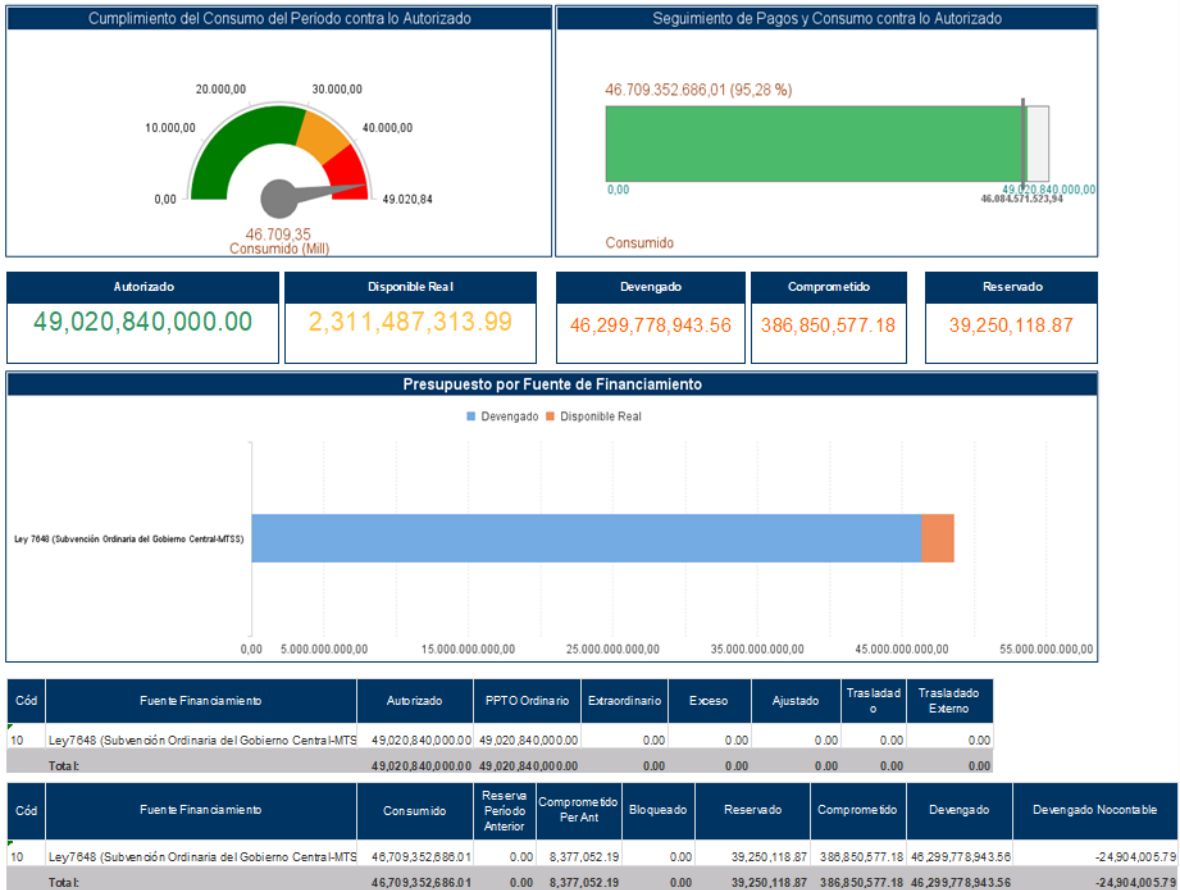 Cumplimiento del Consumo del Período contra lo Autorizado
20.000,00
30.000,00
10.000,00
40.000,00
0,00
49.020,84
46.709,35
Consumido (Mill)
Seguimiento de Pagos y Consumo contra lo Autorizado
46.709.352.686,01 (95,28 %)
0,00
49.020.840.000,00
46.084.571.523,94
Consumido
Autorizado
49,020,840,000.00
Disponible Real
2,311,487,313.99
Devengado
46,299,778,943.56
Comprometido
386,850,577.18
Reservado
39,250,118.87
Presupuesto por Fuente de Financiamiento
Devengado Disponible Real
Ley 7648 (Subvención Ordinaria del Gobierno Central-MTSS)
0,00 5.000.000.000,00 15.000.000.000,00 25.000.000.000,00 35.000.000.000,00 45.000.000.000,00 55.000.000.000,00
Cód Fuente Financiamiento Autorizado PPTO Ordinario Extraordinario Exceso Ajustado Trasladad
o Trasladado
Externo
10 Ley7648 (Subvención Ordinaria del Gobierno Central-MTS 49,020,840,000.00 49,020,840,000.00 0.00 0.00 0.00 0.00 0.00
Total: 49,020,840,000.00 49,020,840,000.00 0.00 0.00 0.00 0.00 0.00
Cód Fuente Financiamiento Consumido Reserva
Período
Anterior Comprometido
Per Ant Bloqueado Reservado Comprometido Devengado Devengado Nocontable
10 Ley7648 (Subvención Ordinaria del Gobierno Central-MTS 46,709,352,686.01 0.00 8,377,052.19 0.00 39,250,118.87 386,850,577.18 46,299,778,943.56 -24,904,005.79
Total: 46,709,352,686.01 0.00 8,377,052.19 0.00 39,250,118.87 386,850,577.18 46,299,778,943.56 -24,904,005.79